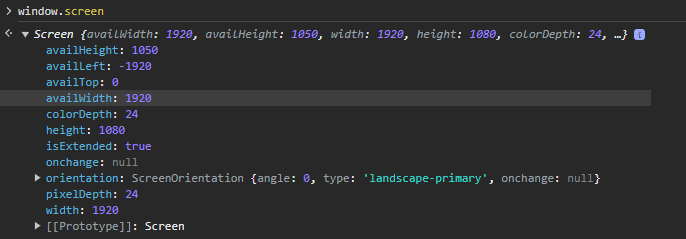 window.screen
Screen {availWidth: 1920, availHeight: 1050, width: 1920, height: 1080, colorDepth: 24, …} i
availHeight: 1050
availLeft: -1920
availTop: 0
availWidth: 1920
colorDepth: 24
height: 1080
isExtended: true
onchange: null
orientation: ScreenOrientation {angle: 0, type: 'landscape-primary', onchange: null}
pixelDepth: 24
width: 1920
[[Prototype]]: Screen